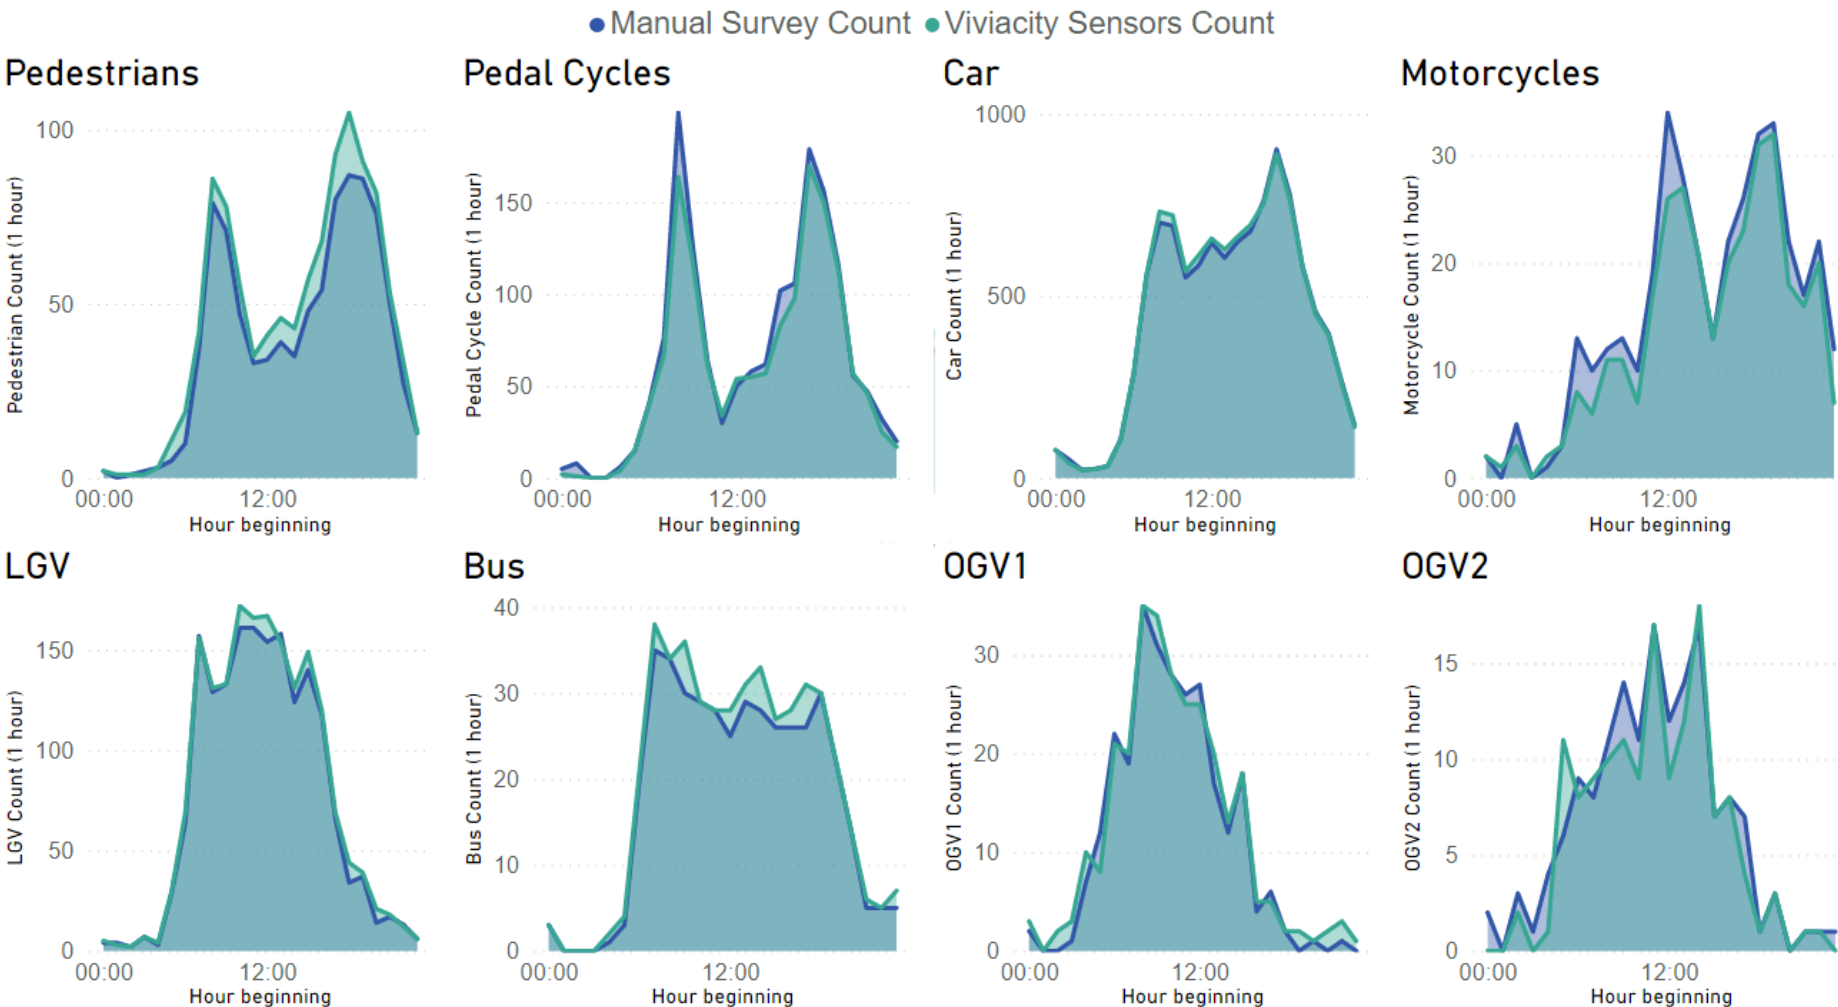 Manual Survey Count Viviacity Sensors Count
Pedestrians
Pedestrian Count (1 hour)
100
50
0
00:00 12:00
Hour beginning
Pedal Cycles
Pedal Cycle Count (1 hour)
150
100
50
0
00:00 12:00
Hour beginning
Car
Car Count (1 hour)
1000
500
0
00:00 12:00
Hour beginning
Motorcycles
Motorcycle Count (1 hour)
30
20
10
0
00:00 12:00
Hour beginning
LGV
LGV Count (1 hour)
150
100
50
0
00:00 12:00
Hour beginning
Bus
Bus Count (1 hour)
40
30
20
10
0
00:00 12:00
Hour beginning
OGV1
OGV1 Count (1 hour)
30
20
10
0
00:00 12:00
Hour beginning
OGV2
OGV2 Count (1 hour)
15
10
5
0
00:00 12:00
Hour beginning